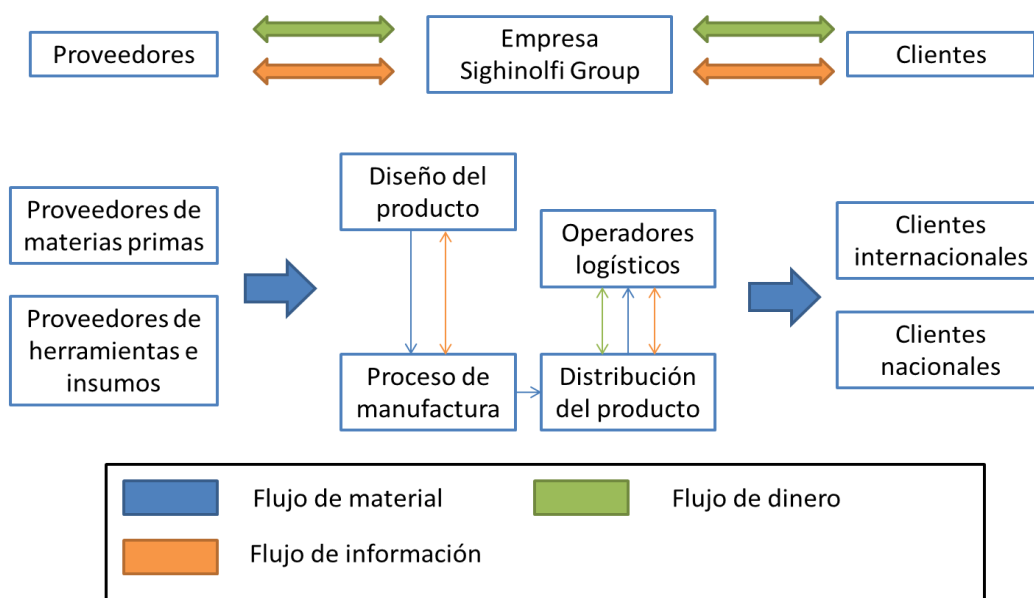 Proveedores
Empresa
Sighinolfi Group
Clientes
Proveedores de
materias primas
Proveedores de
herramientas e
insumos
Diseño del
producto
Proceso de
manufactura
Operadores
logísticos
Distribución
del producto
Clientes
internacionales
Clientes
nacionales
Flujo de material
Flujo de dinero
Flujo de información